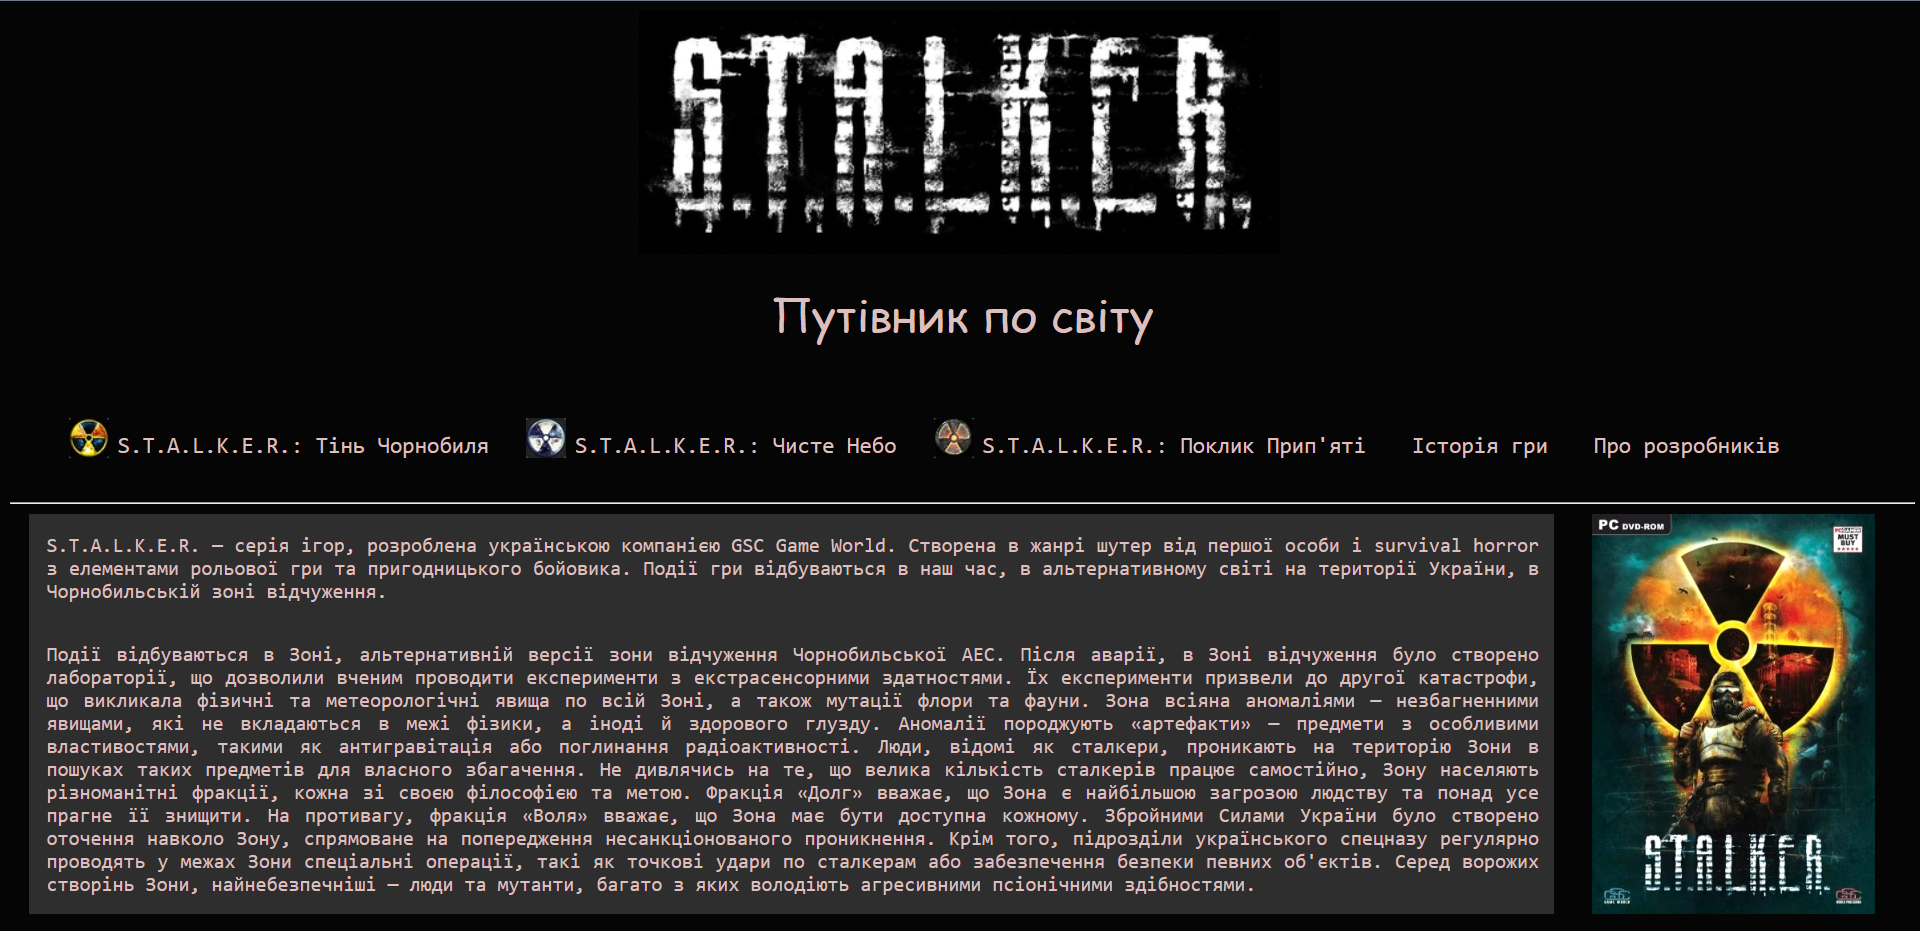 S.T.A.L.K.E.R.
Путівник по світу
S.T.A.L.K.E.R.: Тінь Чорнобиля
S.T.A.L.K.E.R.: Чисте Небо
S.T.A.L.K.E.R.: Поклик Прип'яті
Історія гри
Про розробників
S.T.A.L.K.E.R. — серія ігор, розроблена українською компанією GSC Game World. Створена в жанрі шутер від першої особи і survival horror
з елементами рольової гри та пригодницького бойовика. Події гри відбуваються в наш час, в альтернативному світі на території України, в
Чорнобильській зоні відчуження.
Події відбуваються в Зоні, альтернативній версії зони відчуження Чорнобильської АЕС. Після аварії, в Зоні відчуження було створено
лабораторії, що дозволили вченим проводити експерименти з екстрасенсорними здатностями. Їх експерименти призвели до другої катастрофи,
що викликала фізичні та метеорологічні явища по всій Зоні, а також мутації флори та фауни. Зона всіяна аномаліями — незбагненними
явищами, які не вкладаються в межі фізики, а іноді й здорового глузду. Аномалії породжують «артефакти» — предмети з особливими
властивостями, такими як антигравітація або поглинання радіоактивності. Люди, відомі як сталкери, проникають на територію Зони в
пошуках таких предметів для власного збагачення. Не дивлячись на те, що велика кількість сталкерів працює самостійно, Зону населяють
різноманітні фракції, кожна зі своєю філософією та метою. Фракція «Долг» вважає, що Зона є найбільшою загрозою людству та понад усе
прагне її знищити. На противагу, фракція «Воля» вважає, що Зона має бути доступна кожному. Збройними Силами України було створено
оточення навколо Зону, спрямоване на попередження несанкціонованого проникнення. Крім того, підрозділи українського спецназу регулярно
проводять у межах Зони спеціальні операції, такі як точкові удари по сталкерам або забезпечення безпеки певних об'єктів. Серед ворожих
створінь Зони, найнебезпечніші — люди та мутанти, багато з яких володіють агресивними псіонічними здібностями.
PC DVD-ROM
PC GAMER
MUST
BUY
S.T.A.L.K.E.R.
GSC
GAME WORLD
GSC
WORLD PUBLISHING